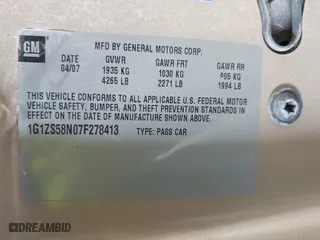 GM
MFD BY GENERAL MOTORS CORP.
DATE GVWR GAWR FRT GAWR RR
04/07 1935 KG 1030 KG 906 KG
4265 LB 2271 LB 1994 LB
THIS VEHICLE CONFORMS TO ALL APPLICABLE U.S. FEDERAL MOTOR
VEHICLE SAFETY, BUMPER, AND THEFT PREVENTION STANDARDS IN
EFFECT ON THE DATE OF MANUFACTURE SHOWN ABOVE.
1G1ZS58N07F278413 TYPE: PASS CAR
DREAMBID.COM